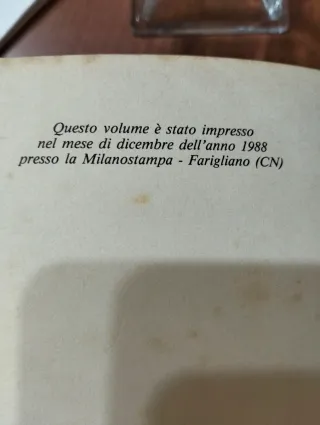 Questo volume è stato impresso
nel mese di dicembre dell'anno 1988
presso la Milanostampa - Farigliano (CN)